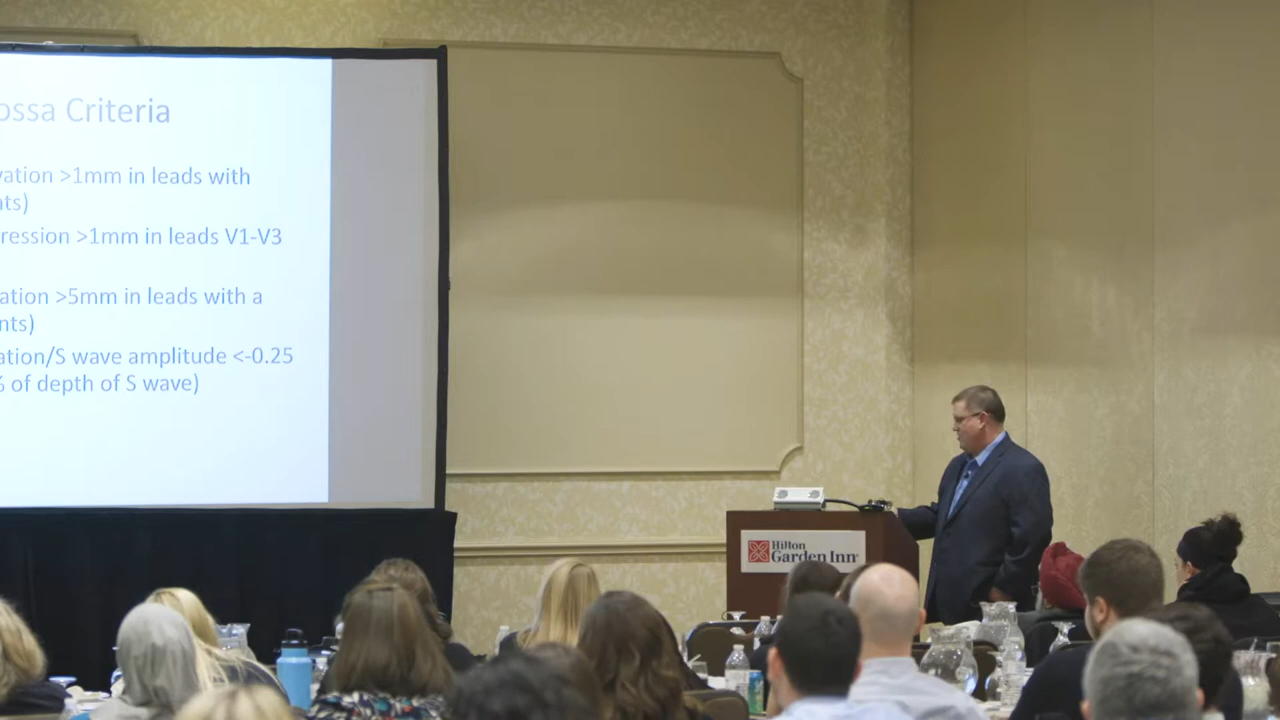 ossa Criteria
vation >1mm in leads with
nts)
ression >1mm in leads V1-V3
ation >5mm in leads with a
nts)
ation/S wave amplitude <-0.25
% of depth of S wave)
Hilton
Garden Inn